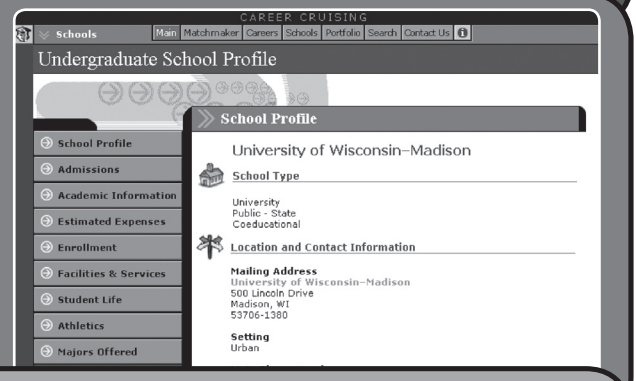 CAREER CRUISING
Schools
Main Matchmaker Careers Schools Portfolio Search Contact Us
Undergraduate School Profile
School Profile
Admissions
Academic Information
Estimated Expenses
Enrollment
Facilities & Services
Student Life
Athletics
Majors Offered
School Profile
University of Wisconsin–Madison
School Type
University
Public - State
Coeducational
Location and Contact Information
Mailing Address
University of Wisconsin–Madison
500 Lincoln Drive
Madison, WI
53706-1380
Setting
Urban